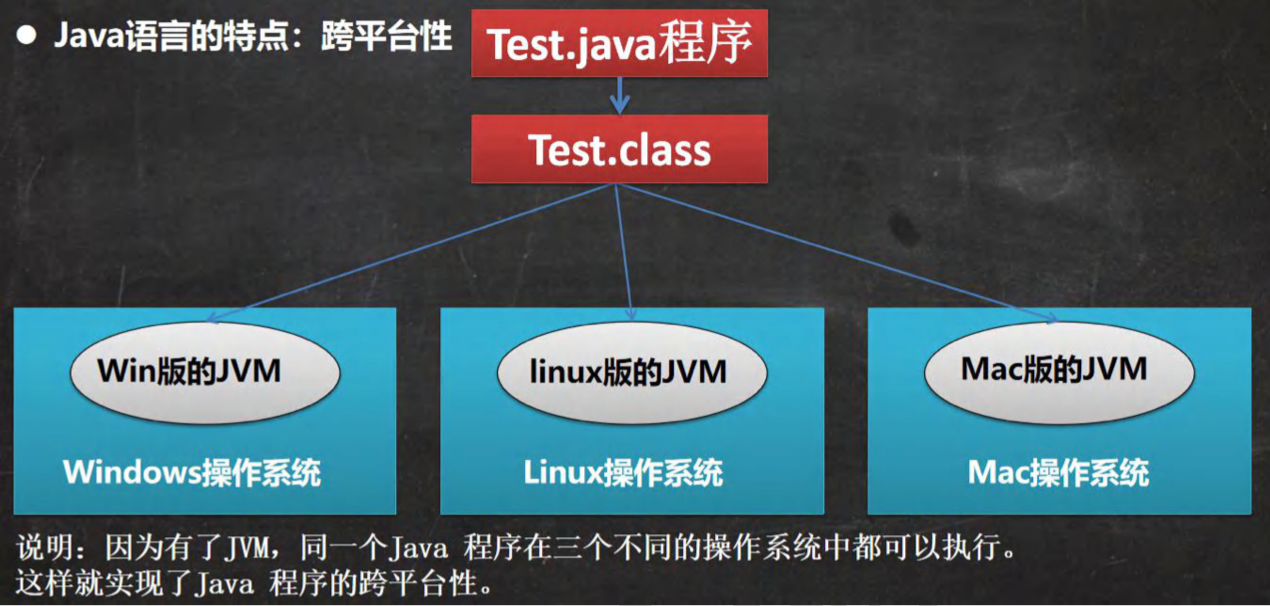 ● Java语言的特点：跨平台性
Test.java程序
Test.class
Win版的JVM
linux版的JVM
Mac版的JVM
Windows操作系统
Linux操作系统
Mac操作系统
说明：因为有了JVM，同一个Java 程序在三个不同的操作系统中都可以执行。
这样就实现了Java 程序的跨平台性。